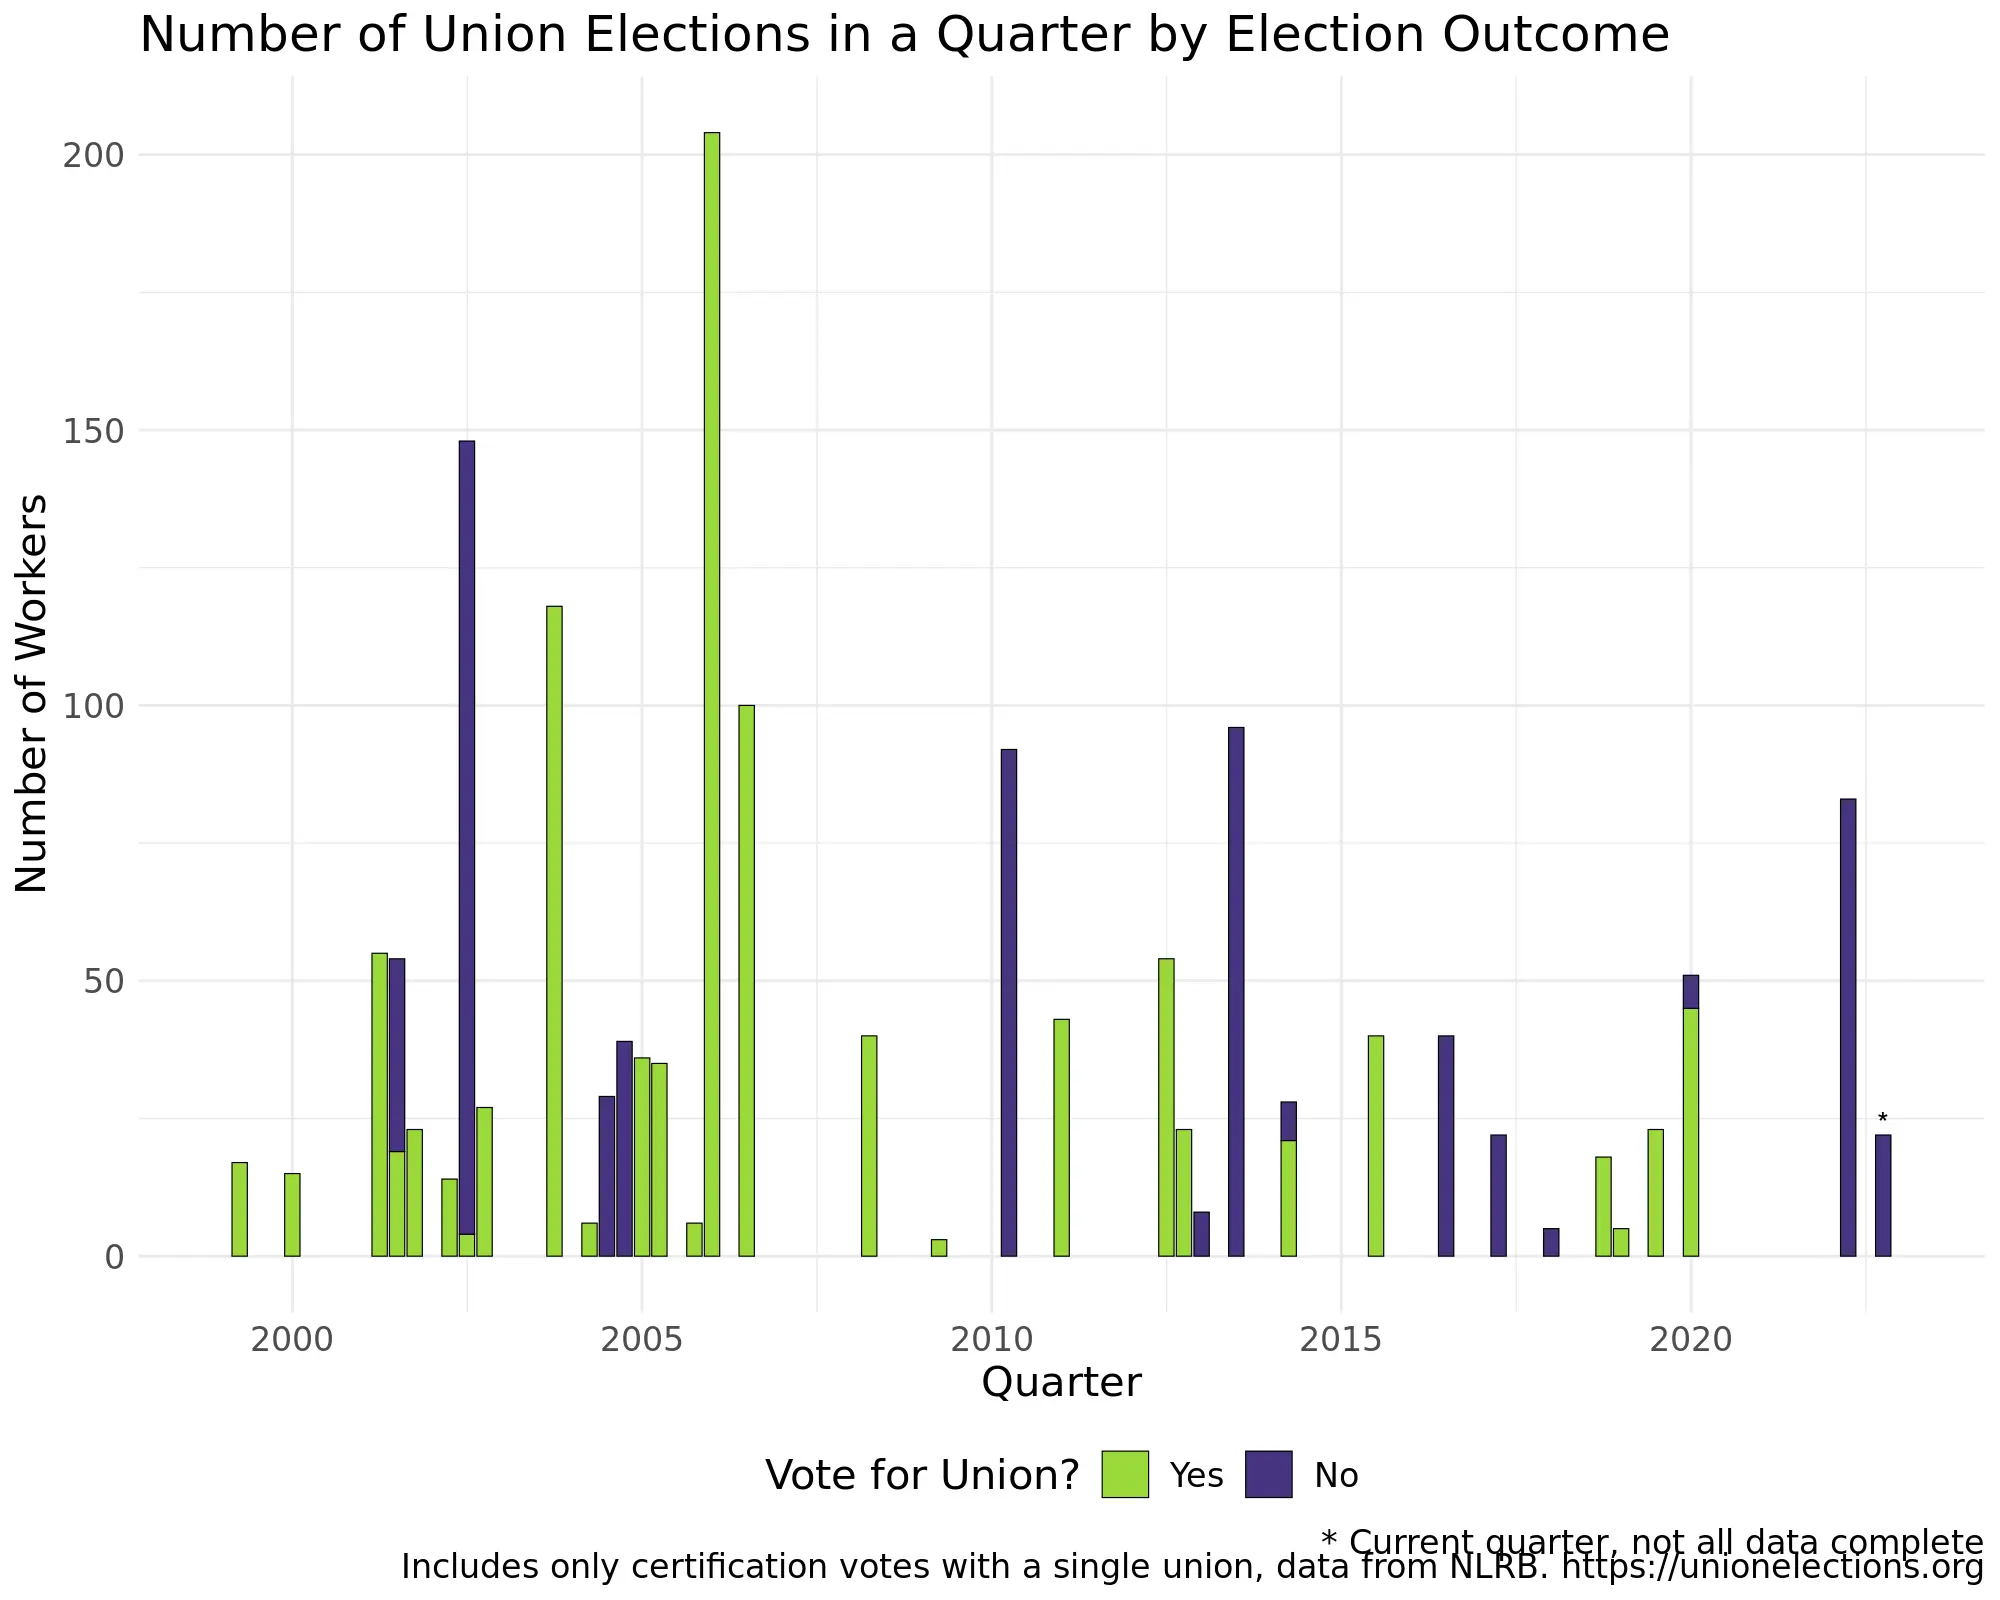 Number of Union Elections in a Quarter by Election Outcome
Number of Workers
200
150
100
50
0
*
2000 2005 2010 2015 2020
Quarter
Vote for Union? Yes No
* Current quarter, not all data complete
Includes only certification votes with a single union, data from NLRB. https://unionelections.org